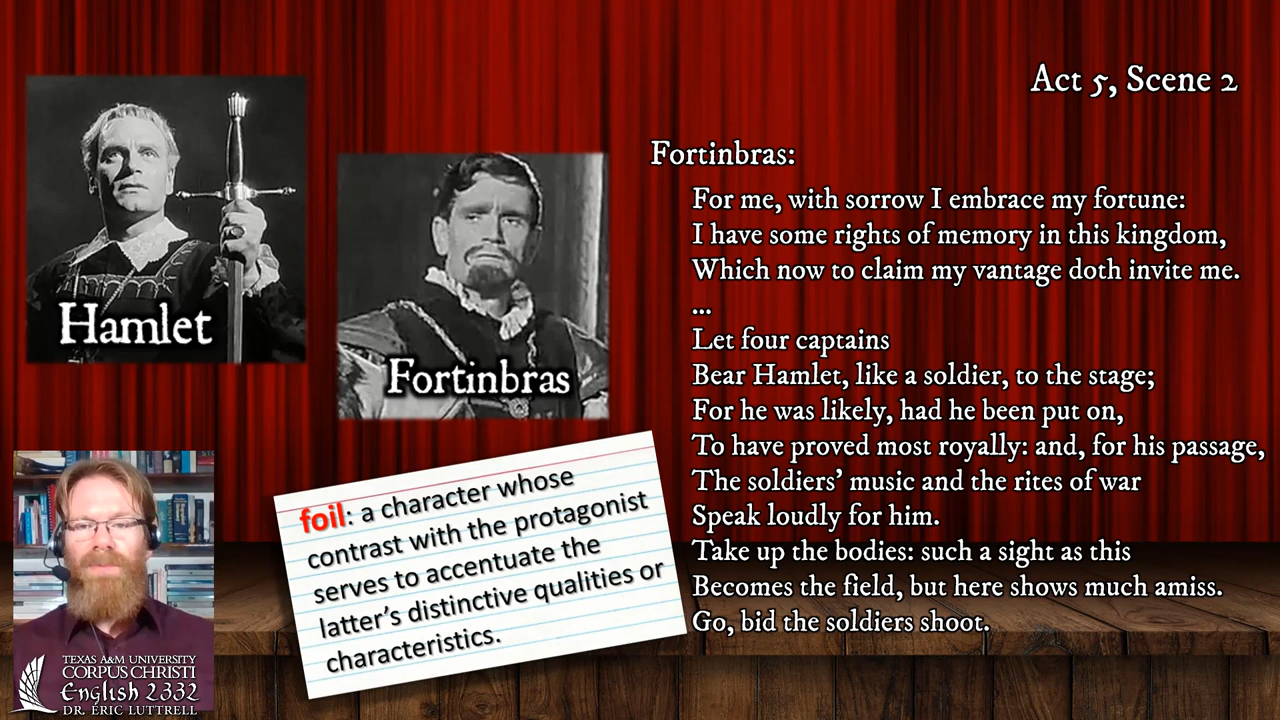 Act 5, Scene 2
Hamlet
Fortinbras
Fortinbras:
For me, with sorrow I embrace my fortune:
I have some rights of memory in this kingdom,
Which now to claim my vantage doth invite me.
...
Let four captains
Bear Hamlet, like a soldier, to the stage;
For he was likely, had he been put on,
To have proved most royally: and, for his passage,
The soldiers' music and the rites of war
Speak loudly for him.
Take up the bodies: such a sight as this
Becomes the field, but here shows much amiss.
Go, bid the soldiers shoot.
foil: a character whose
contrast with the protagonist
serves to accentuate the
latter's distinctive qualities or
characteristics.
TEXAS A&M UNIVERSITY
CORPUS CHRISTI
English 2332
DR. ERIC LUTTRELL